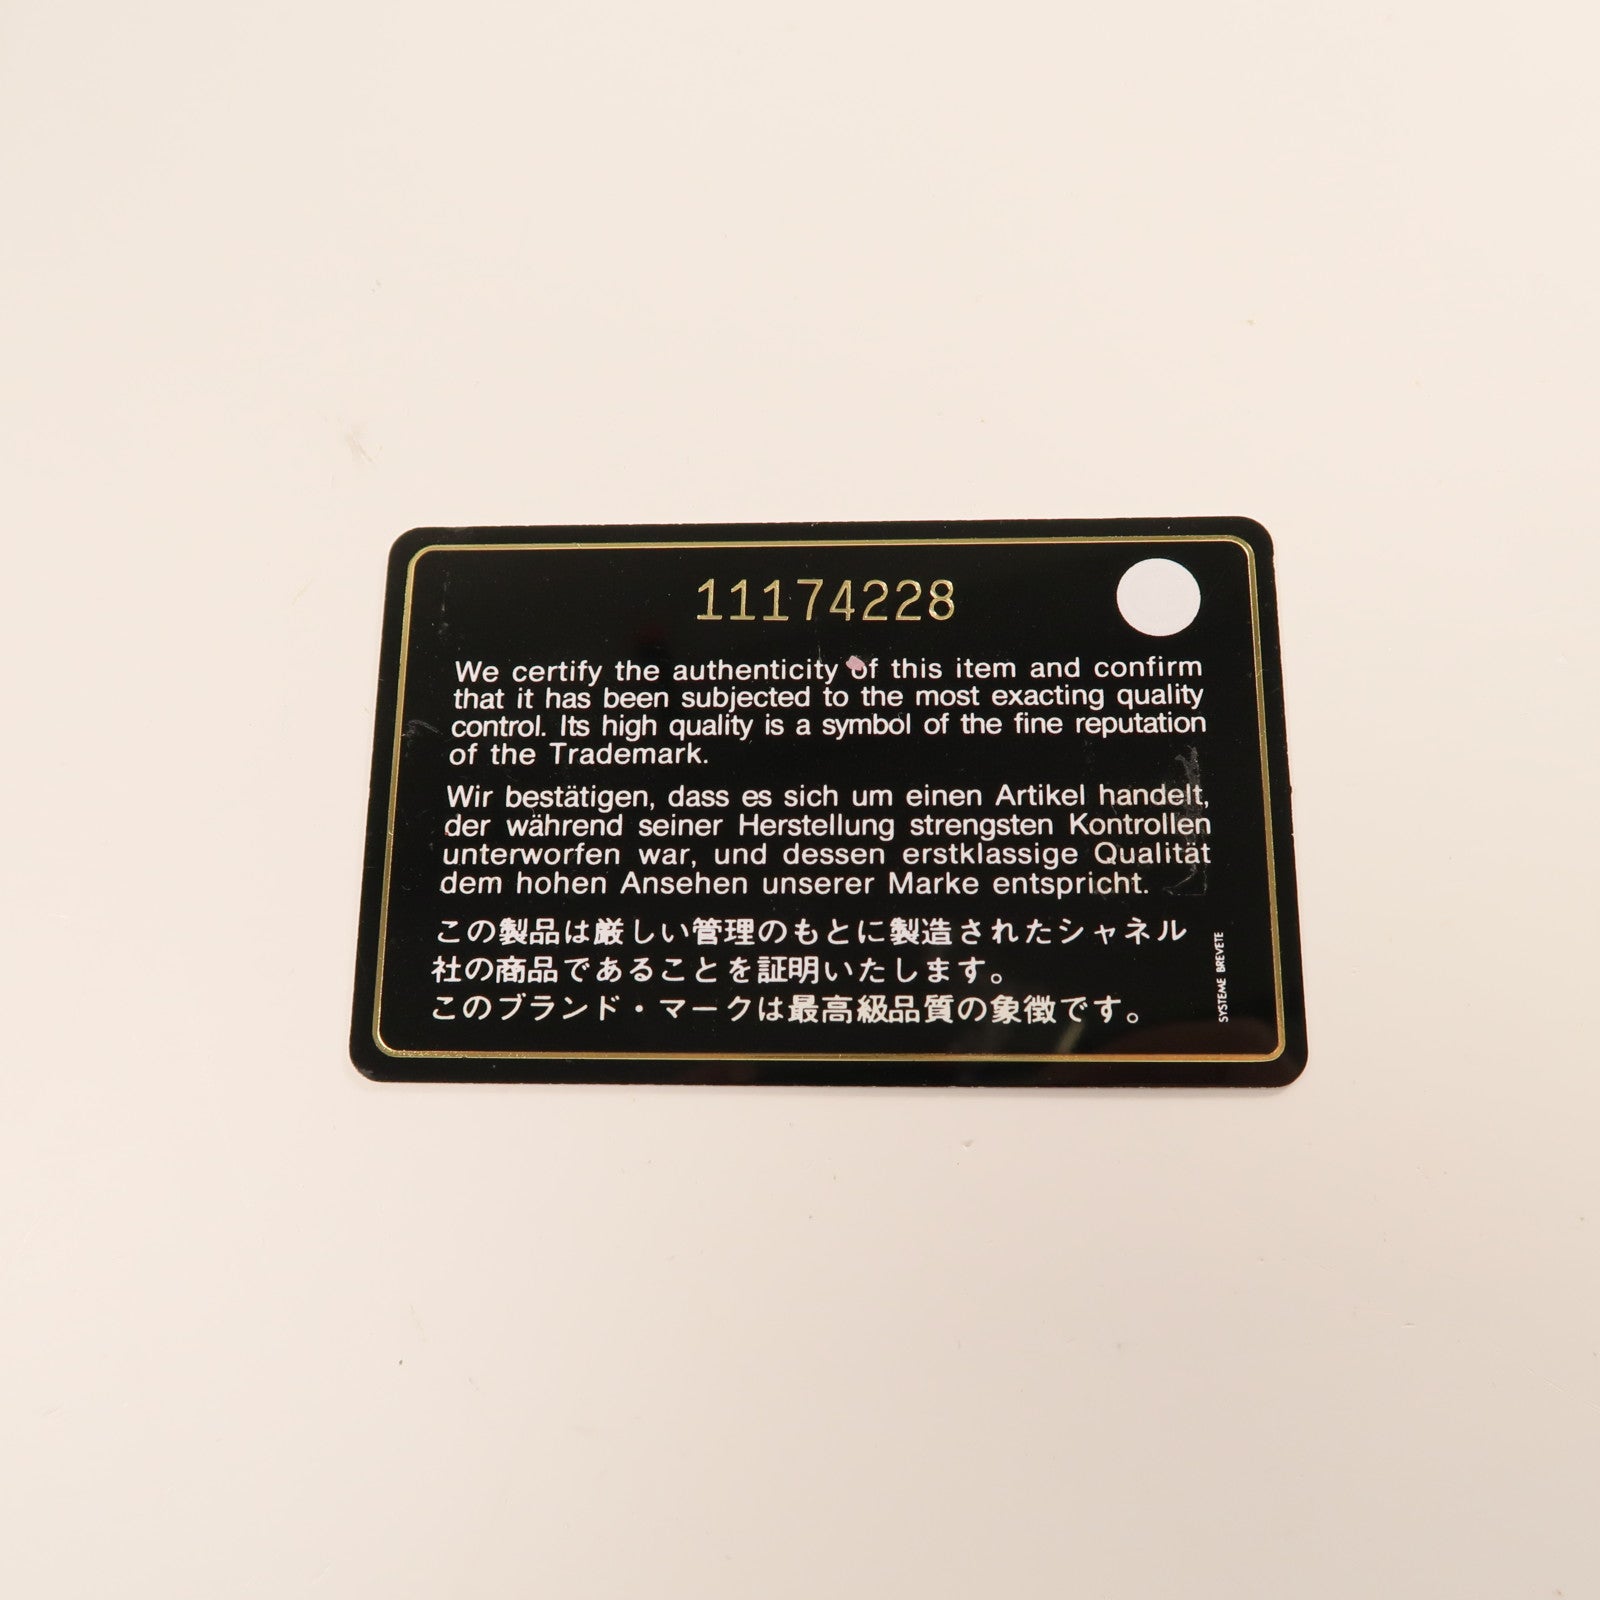 11174228
We certify the authenticity of this item and confirm
that it has been subjected to the most exacting quality
control. Its high quality is a symbol of the fine reputation
of the Trademark.
Wir bestätigen, dass es sich um einen Artikel handelt,
der während seiner Herstellung strengsten Kontrollen
unterworfen war, und dessen erstklassige Qualität
dem hohen Ansehen unserer Marke entspricht.
この製品は厳しい管理のもとに製造されたシャネル
社の商品であることを証明いたします。
このブランド・マークは最高級品質の象徴です。
SYSTEME BREVETE